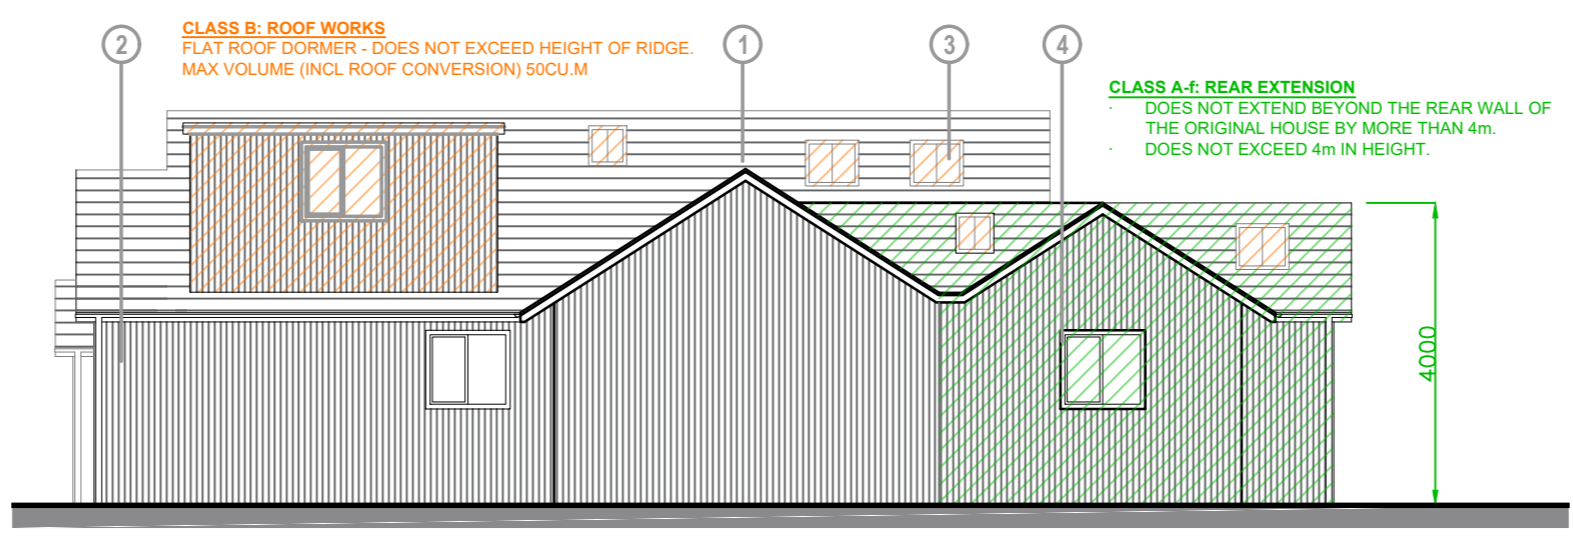 CLASS B: ROOF WORKS
FLAT ROOF DORMER - DOES NOT EXCEED HEIGHT OF RIDGE.
MAX VOLUME (INCL ROOF CONVERSION) 50CU.M
2
1
3
4
CLASS A-f: REAR EXTENSION
· DOES NOT EXTEND BEYOND THE REAR WALL OF
THE ORIGINAL HOUSE BY MORE THAN 4m.
· DOES NOT EXCEED 4m IN HEIGHT.
4000